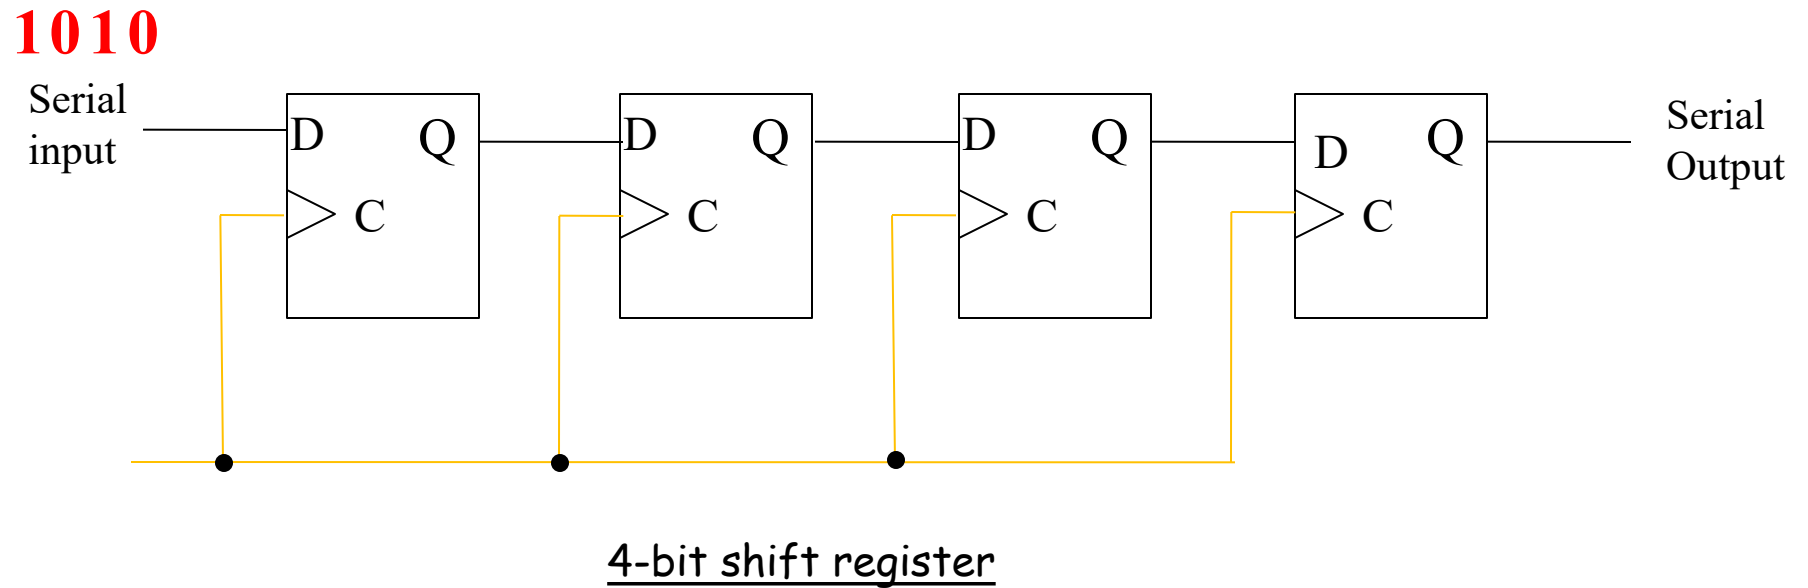 1010
Serial
input
D
Q
C
D
Q
C
D
Q
C
D
Q
C
Serial
Output
4-bit shift register